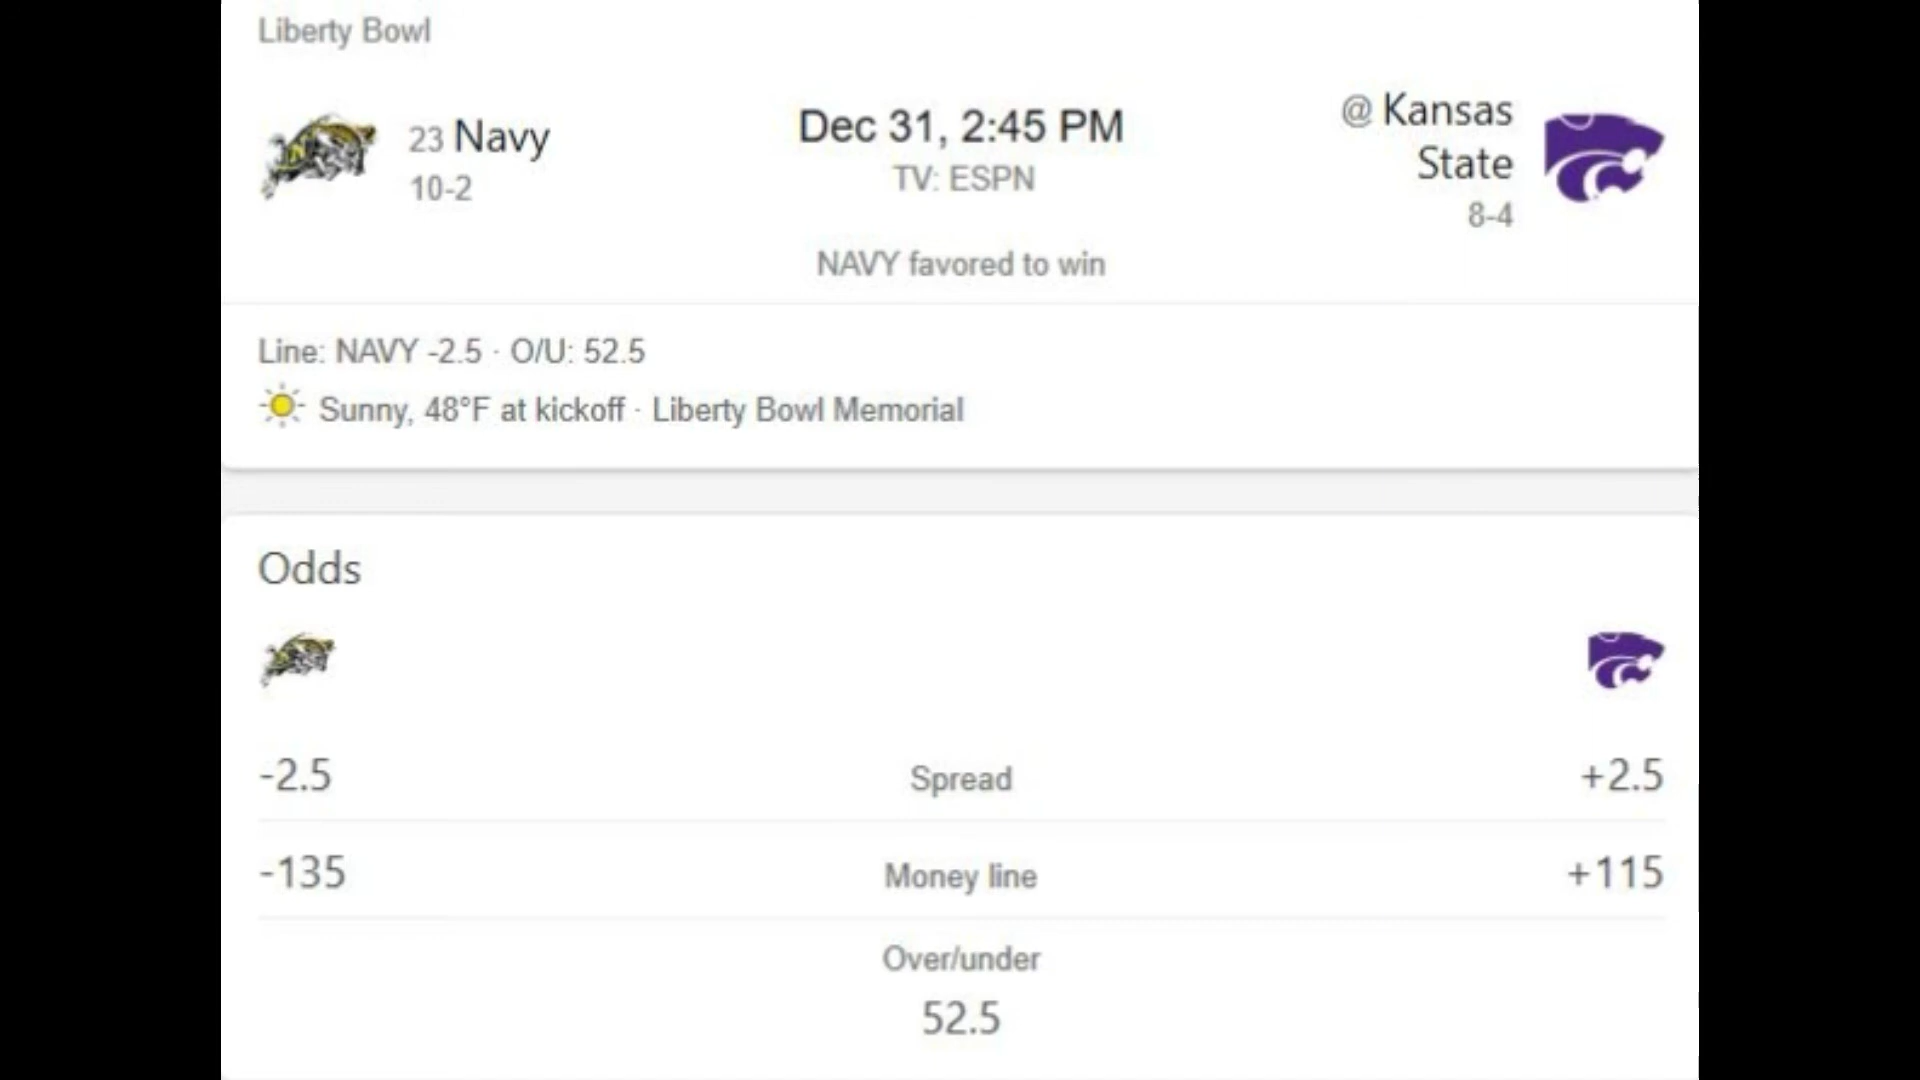 Liberty Bowl
23 Navy
10-2
Dec 31, 2:45 PM
TV: ESPN
@ Kansas
State
8-4
NAVY favored to win
Line: NAVY -2.5 · O/U: 52.5
Sunny, 48°F at kickoff · Liberty Bowl Memorial
Odds
-2.5 Spread +2.5
-135 Money line +115
Over/under
52.5